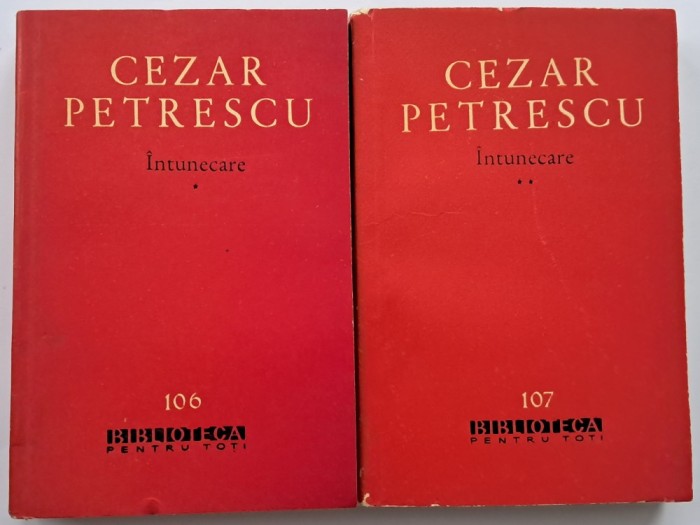 CEZAR
PETRESCU
Întunecare
*
106
BIBLIOTECA
PENTRU TOȚI
CEZAR
PETRESCU
Întunecare
**
107
BIBLIOTECA
PENTRU TOȚI